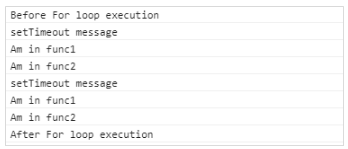 Before For loop execution
setTimeout message
Am in func1
Am in func2
setTimeout message
Am in func1
Am in func2
After For loop execution